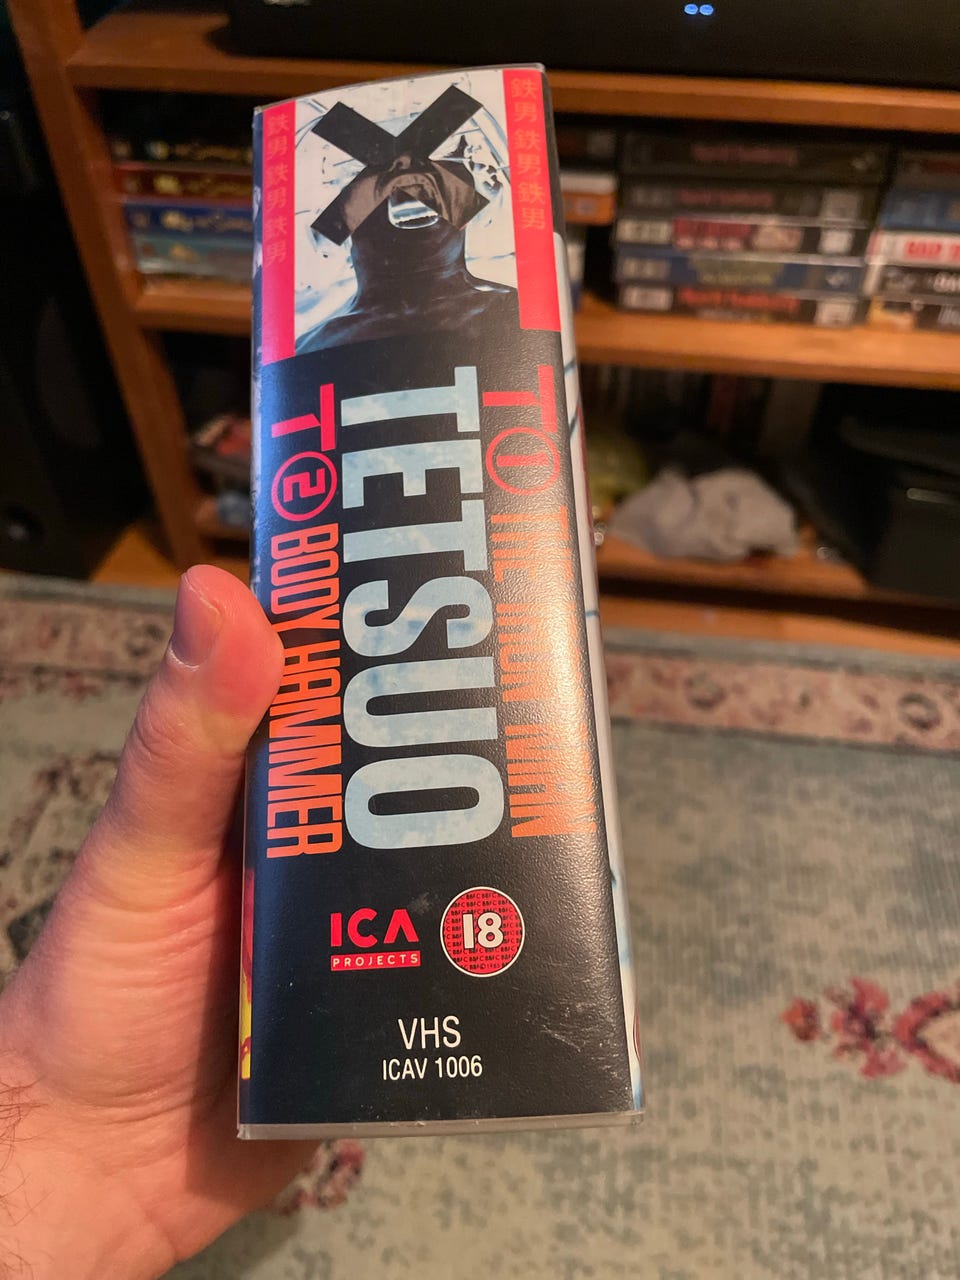 鉄男鉄男鉄男
鉄男鉄男鉄男
T① THE IRON MAN
TETSUO
T② BODY HAMMER
ICA
PROJECTS
18
VHS
ICAV 1006